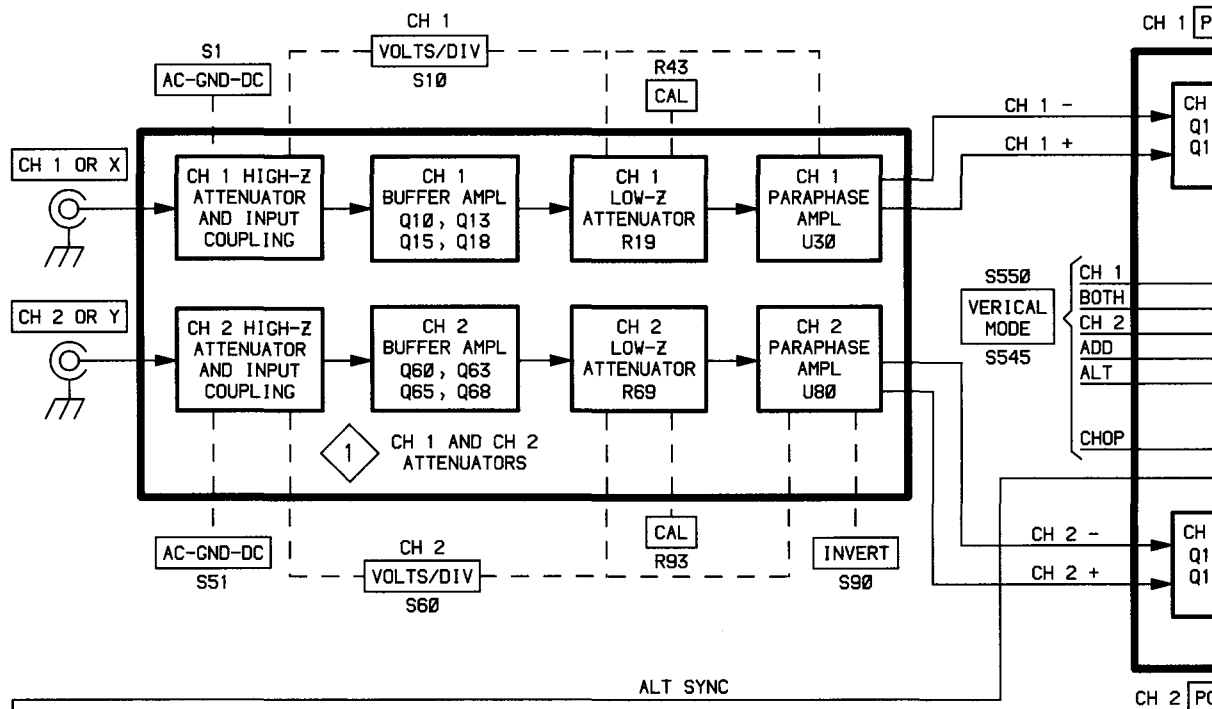 CH 1
S1
VOLTS/DIV
AC-GND-DC
S10
R43
CAL
CH 1
CH 1 OR X
CH 1 HIGH-Z
ATTENUATOR
AND INPUT
COUPLING
CH 1
BUFFER AMPL
Q10, Q13
Q15, Q18
CH 1
LOW-Z
ATTENUATOR
R19
CH 1
PARAPHASE
AMPL
U30
CH 1 -
CH 1 +
CH
Q1
Q1
CH 2 OR Y
CH 2 HIGH-Z
ATTENUATOR
AND INPUT
COUPLING
CH 2
BUFFER AMPL
Q60, Q63
Q65, Q68
CH 2
LOW-Z
ATTENUATOR
R69
CH 2
PARAPHASE
AMPL
U80
S550
VERICAL
MODE
S545
CH 1
BOTH
CH 2
ADD
ALT
CHOP
1
CH 1 AND CH 2
ATTENUATORS
AC-GND-DC
S51
CH 2
VOLTS/DIV
S60
CAL
R93
INVERT
S90
CH 2 -
CH 2 +
CH
Q1
Q1
ALT SYNC
CH 2